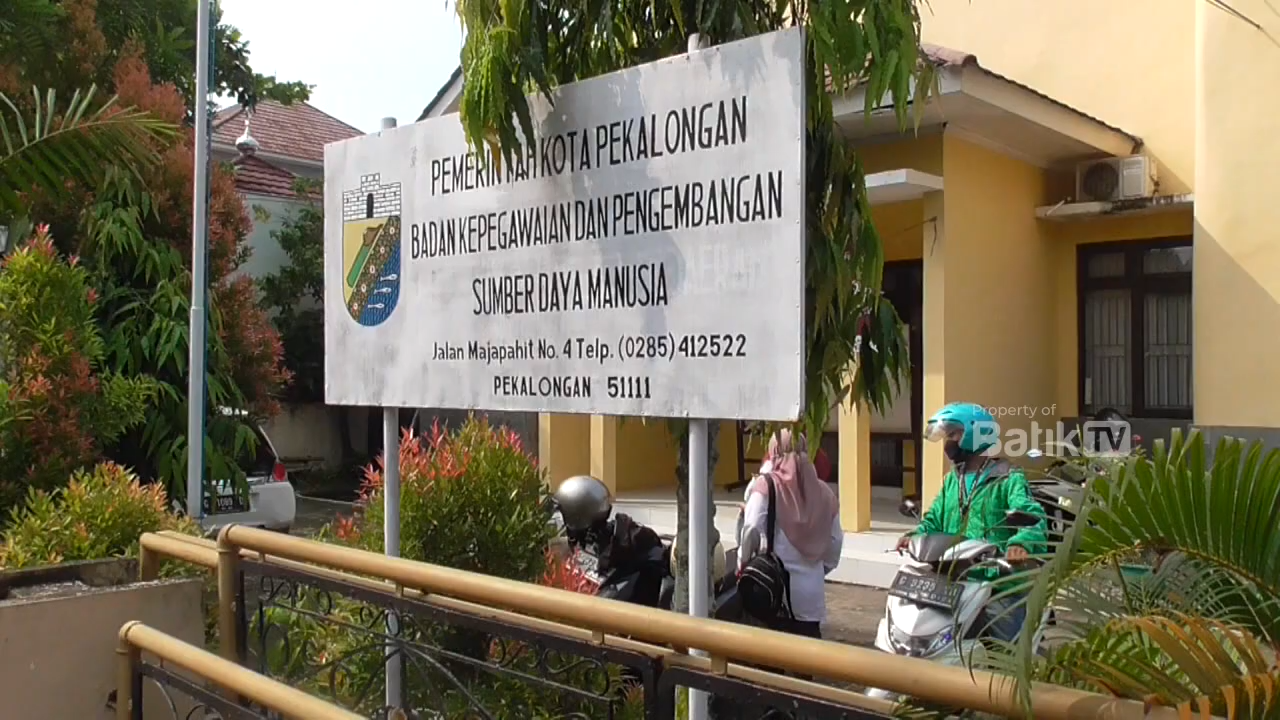 PEMERINTAH KOTA PEKALONGAN
BADAN KEPEGAWAIAN DAN PENGEMBANGAN
SUMBER DAYA MANUSIA
Jalan Majapahit No. 4 Telp. (0285) 412522
PEKALONGAN 51111
Property of
BatikTV